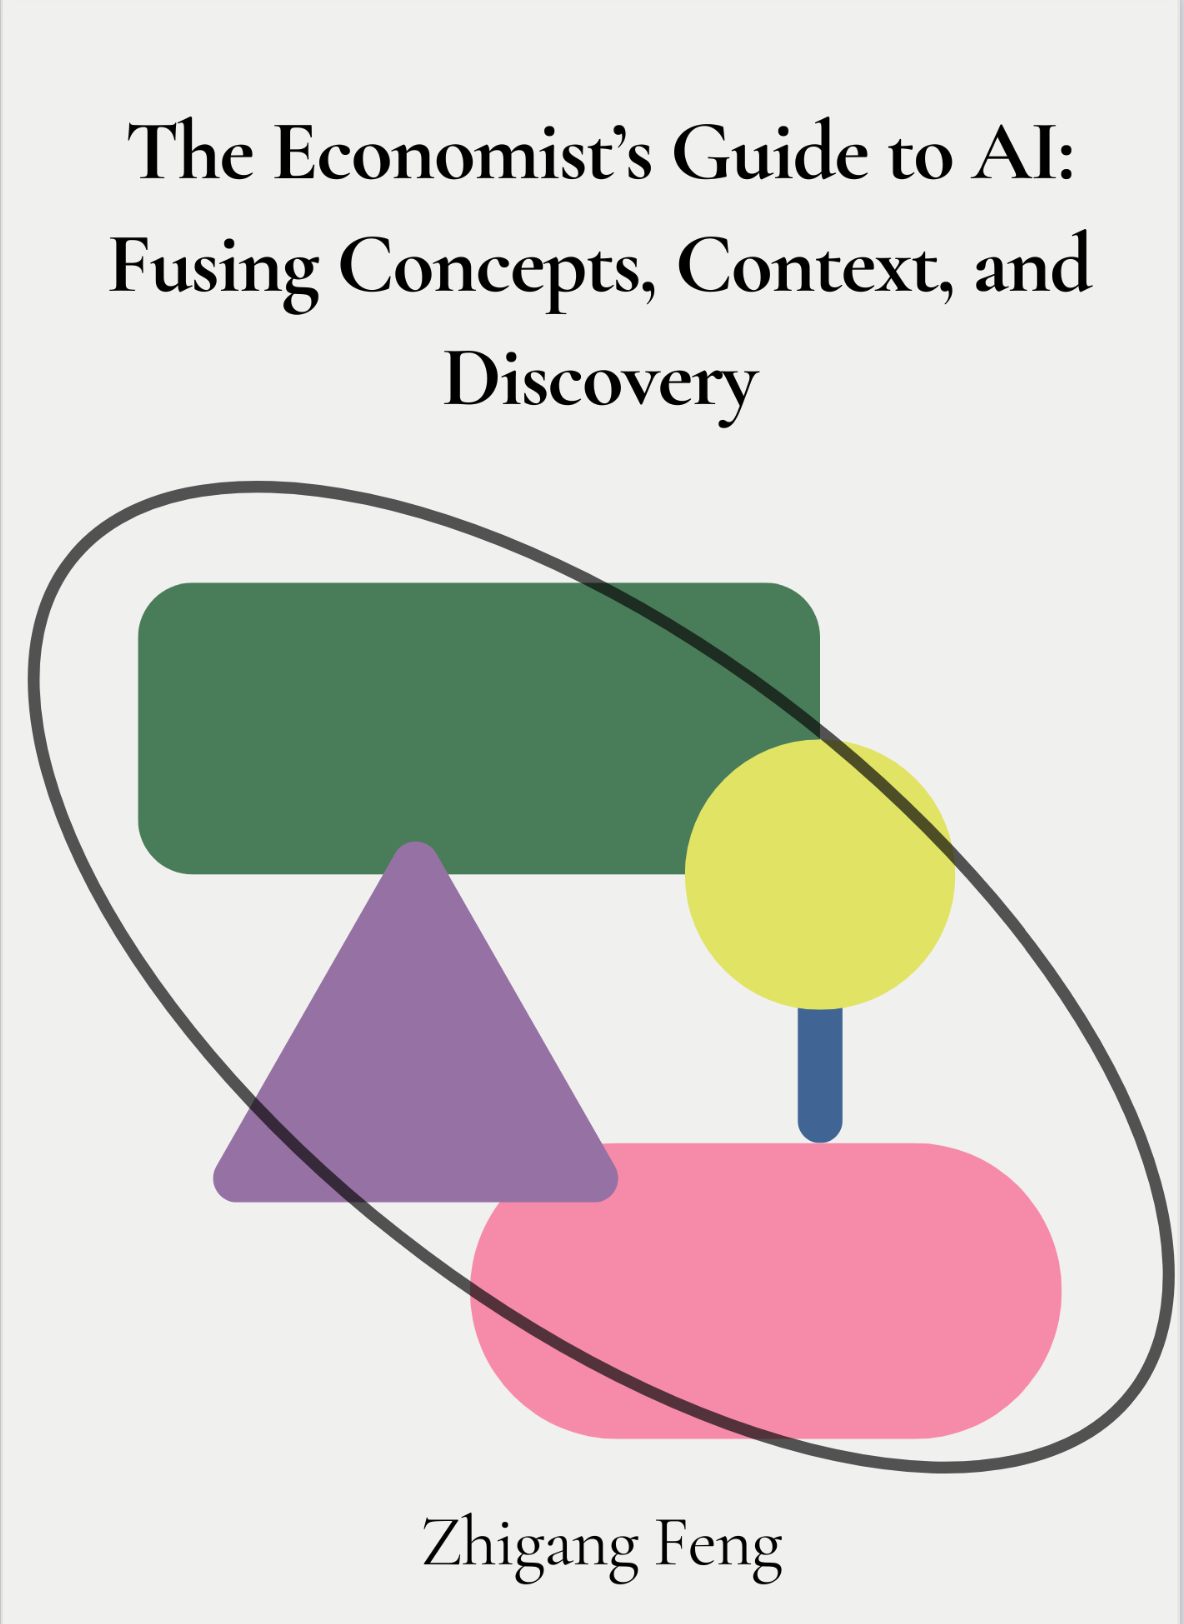 The Economist’s Guide to AI:
Fusing Concepts, Context, and
Discovery
Zhigang Feng